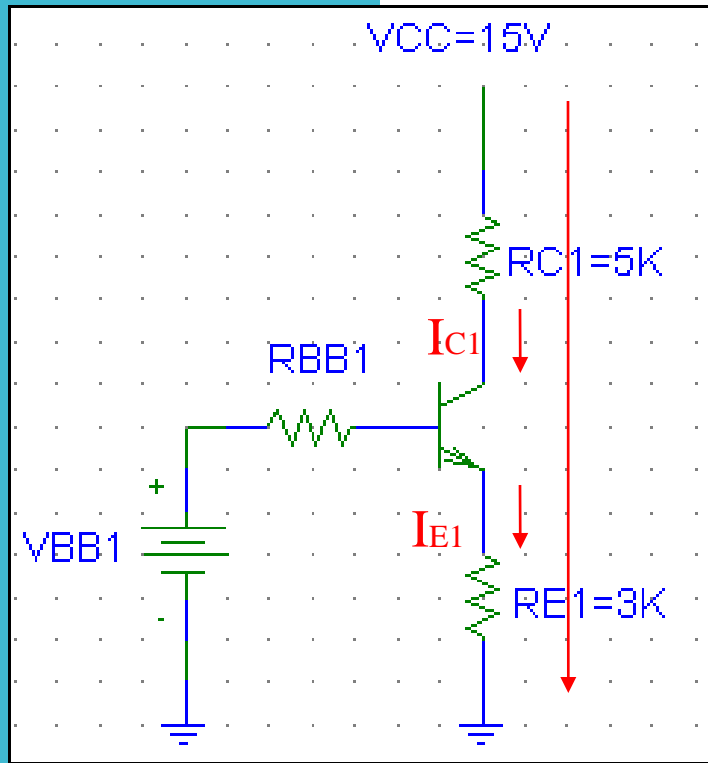 VCC=15V
RC1=5K
IC1
RBB1
+
IE1
VBB1
RE1=3K
-